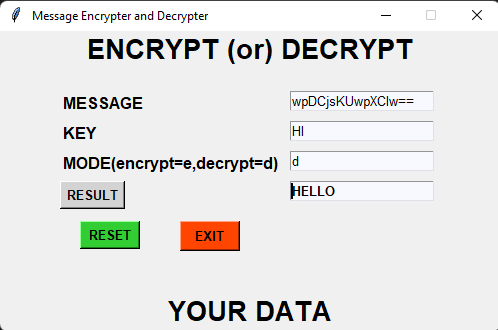 Message Encrypter and Decrypter
ENCRYPT (or) DECRYPT
MESSAGE wpDCjsKUwpXClw==
KEY HI
MODE(encrypt=e,decrypt=d) d
RESULT HELLO
RESET EXIT
YOUR DATA